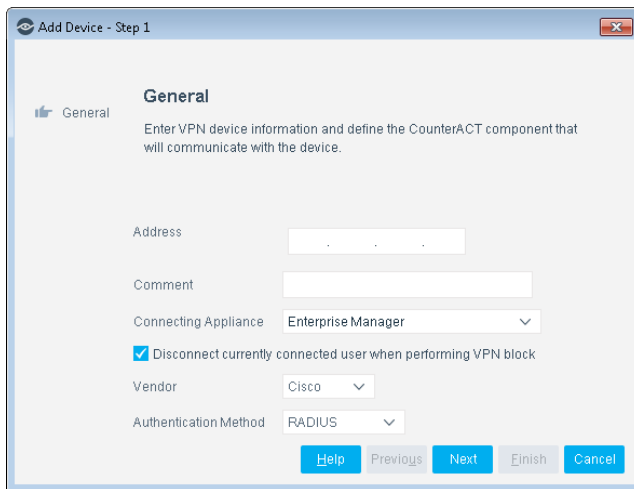 Add Device - Step 1
General
General
Enter VPN device information and define the CounterACT component that
will communicate with the device.
Address
. . .
Comment
Connecting Appliance Enterprise Manager
Disconnect currently connected user when performing VPN block
Vendor Cisco
Authentication Method RADIUS
Help Previous Next Finish Cancel